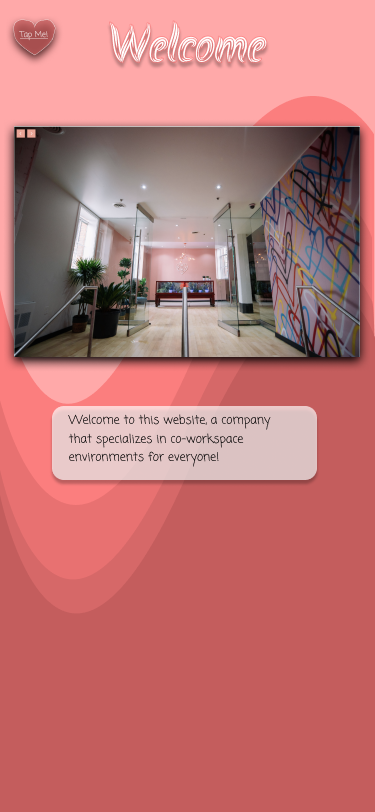 Tap Me!
Welcome
Welcome to this website, a company
that specializes in co-workspace
environments for everyone!